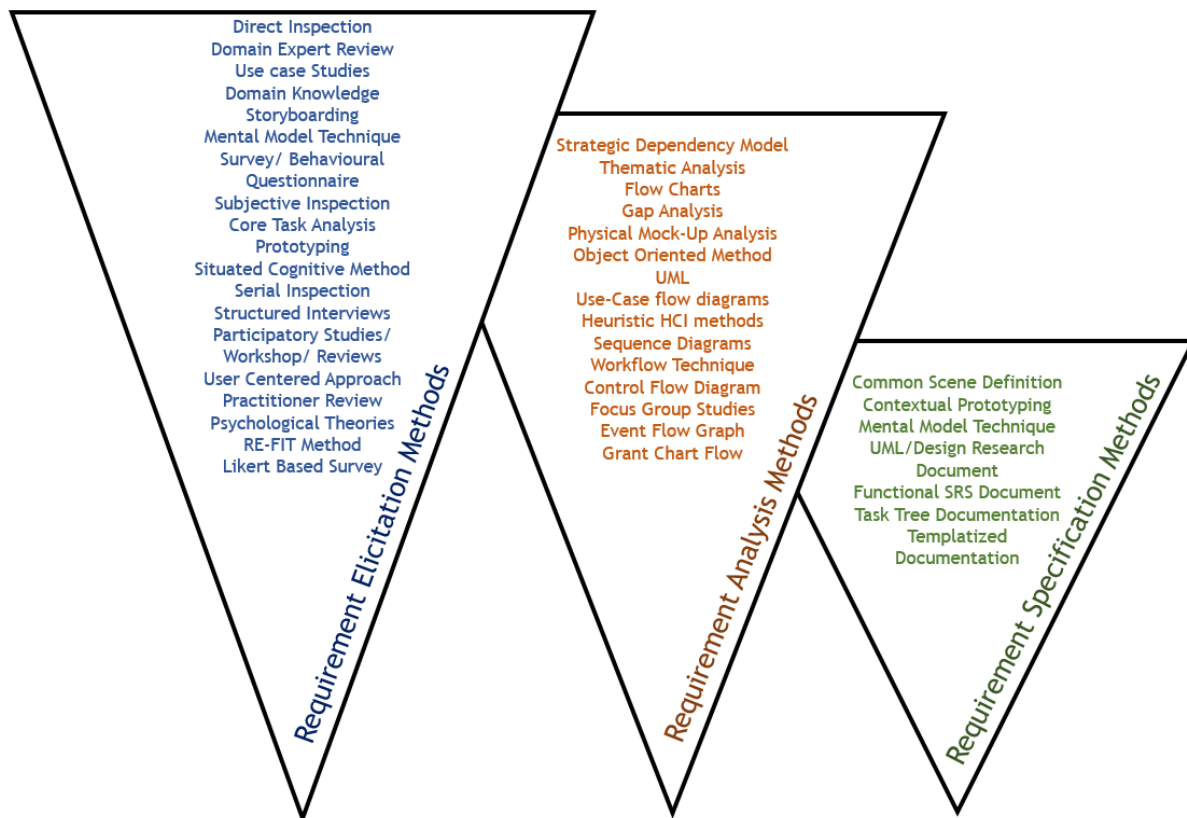 Direct Inspection
Domain Expert Review
Use case Studies
Domain Knowledge
Storyboarding
Mental Model Technique
Survey/ Behavioural
Questionnaire
Subjective Inspection
Core Task Analysis
Prototyping
Situated Cognitive Method
Serial Inspection
Structured Interviews
Participatory Studies/
Workshop/ Reviews
User Centered Approach
Practitioner Review
Psychological Theories
RE-FIT Method
Likert Based Survey
Requirement Elicitation Methods
Strategic Dependency Model
Thematic Analysis
Flow Charts
Gap Analysis
Physical Mock-Up Analysis
Object Oriented Method
UML
Use-Case flow diagrams
Heuristic HCI methods
Sequence Diagrams
Workflow Technique
Control Flow Diagram
Focus Group Studies
Event Flow Graph
Grant Chart Flow
Requirement Analysis Methods
Common Scene Definition
Contextual Prototyping
Mental Model Technique
UML/Design Research
Document
Functional SRS Document
Task Tree Documentation
Templatized
Documentation
Requirement Specification Methods